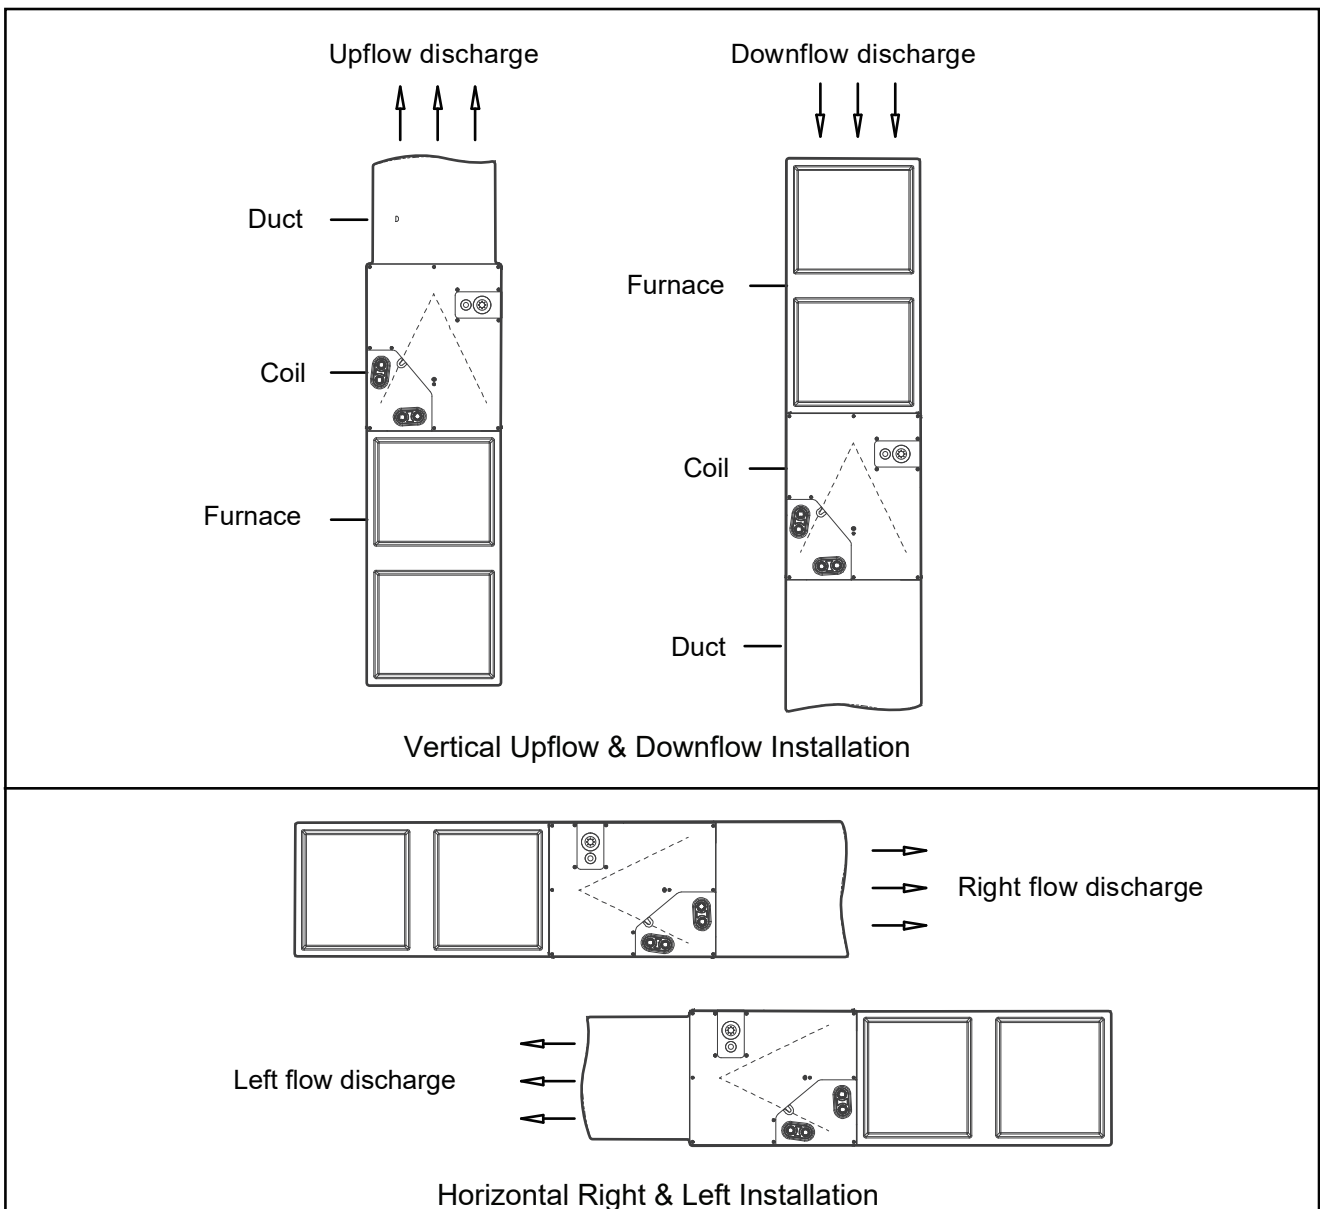 Upflow discharge
Downflow discharge
Duct
Furnace
Coil
Coil
Furnace
Duct
Vertical Upflow & Downflow Installation
Right flow discharge
Left flow discharge
Horizontal Right & Left Installation